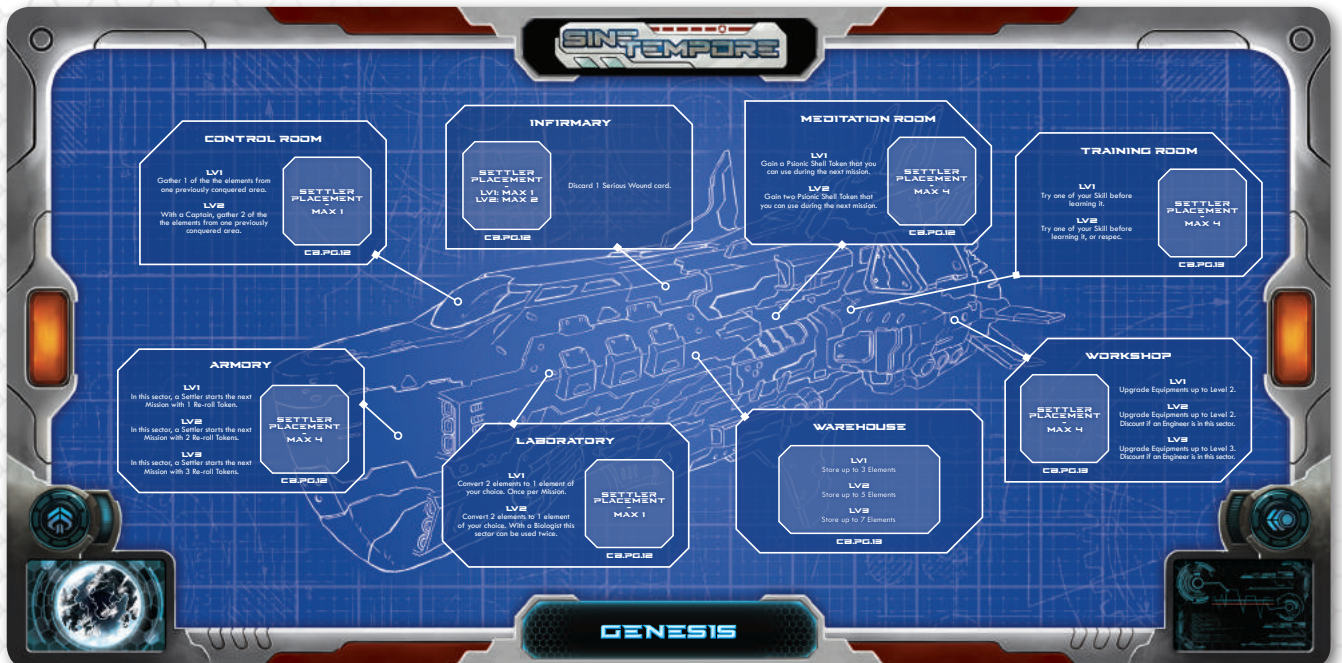 SINE TEMPORE
CONTROL ROOM
LV1
Gather 1 of the the elements from
one previously conquered area.
LV2
With a Captain, gather 2 of the
the elements from one previously
conquered area.
SETTLER
PLACEMENT
-
MAX 1
CB.PG.12
INFIRMARY
SETTLER
PLACEMENT
-
LV1: MAX 1
LV2: MAX 2
Discard 1 Serious Wound card.
CB.PG.12
MEDITATION ROOM
LV1
Gain a Psionic Shell Token that you
can use during the next mission.
LV2
Gain two Psionic Shell Token that
you can use during the next mission.
SETTLER
PLACEMENT
-
MAX 4
CB.PG.12
TRAINING ROOM
LV1
Try one of your Skill before
learning it.
LV2
Try one of your Skill before
learning it, or respec.
SETTLER
PLACEMENT
-
MAX 4
CB.PG.13
ARMORY
LV1
In this sector, a Settler starts the next
Mission with 1 Re-roll Token.
LV2
In this sector, a Settler starts the next
Mission with 2 Re-roll Tokens.
LV3
In this sector, a Settler starts the next
Mission with 3 Re-roll Tokens.
SETTLER
PLACEMENT
-
MAX 4
CB.PG.12
LABORATORY
LV1
Convert 2 elements to 1 element of
your choice. Once per Mission.
LV2
Convert 2 elements to 1 element
of your choice. With a Biologist this
sector can be used twice.
SETTLER
PLACEMENT
-
MAX 1
CB.PG.12
WAREHOUSE
LV1
Store up to 3 Elements
LV2
Store up to 5 Elements
LV3
Store up to 7 Elements
CB.PG.13
WORKSHOP
SETTLER
PLACEMENT
-
MAX 4
CB.PG.13
LV1
Upgrade Equipments up to Level 2.
LV2
Upgrade Equipments up to Level 2.
Discount if an Engineer is in this sector.
LV3
Upgrade Equipments up to Level 3.
Discount if an Engineer is in this sector.
GENESIS